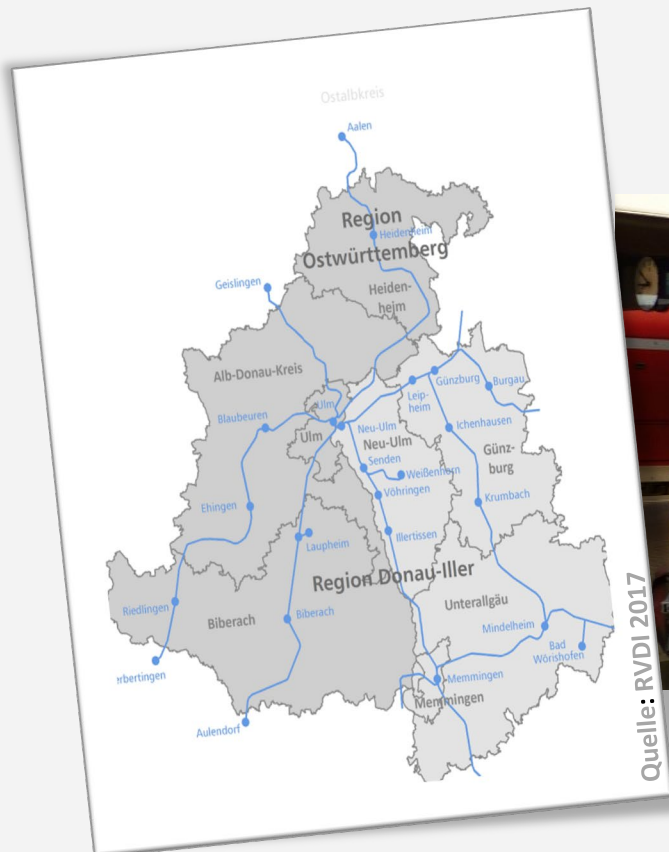 Ostalbkreis
Aalen
Region
Heidenheim
Ostwürttemberg
Geislingen
Heiden-
heim
Alb-Donau-Kreis
Günzburg
Burgau
Leip-
heim
Blaubeuren
Ulm
Neu-Ulm
Ichenhausen
Ulm
Neu-Ulm
Günz-
burg
Senden
Weißenhorn
Vöhringen
Krumbach
Ehingen
Illertissen
Laupheim
Region Donau-Iller
Riedlingen
Biberach
Biberach
Unterallgäu
Mindelheim
Bad
Wörishofen
erbertingen
Memmingen
Memmingen
Aulendorf
Quelle: RVDI 2017